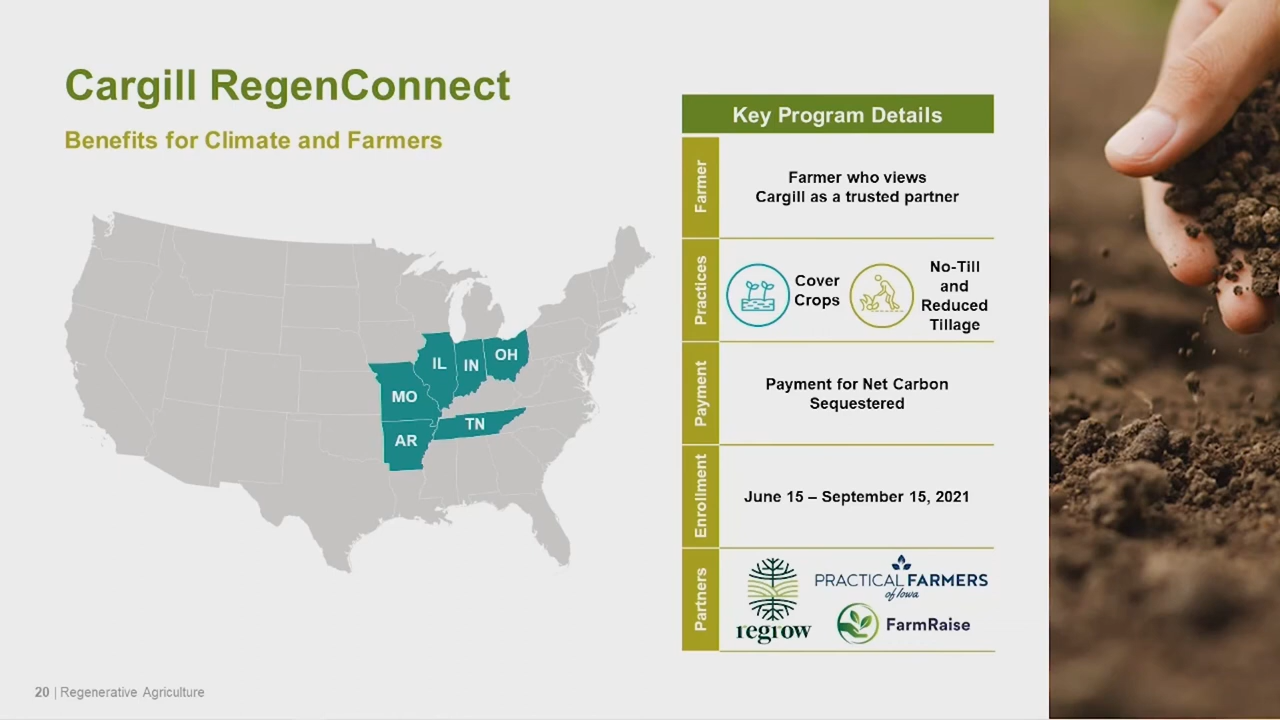 Cargill RegenConnect
Benefits for Climate and Farmers
IL
IN
OH
MO
TN
AR
Key Program Details
Farmer
Farmer who views
Cargill as a trusted partner
Practices
Cover
Crops
No-Till
and
Reduced
Tillage
Payment
Payment for Net Carbon
Sequestered
Enrollment
June 15 – September 15, 2021
Partners
regrow
PRACTICAL FARMERS
of Iowa
FarmRaise
20 | Regenerative Agriculture